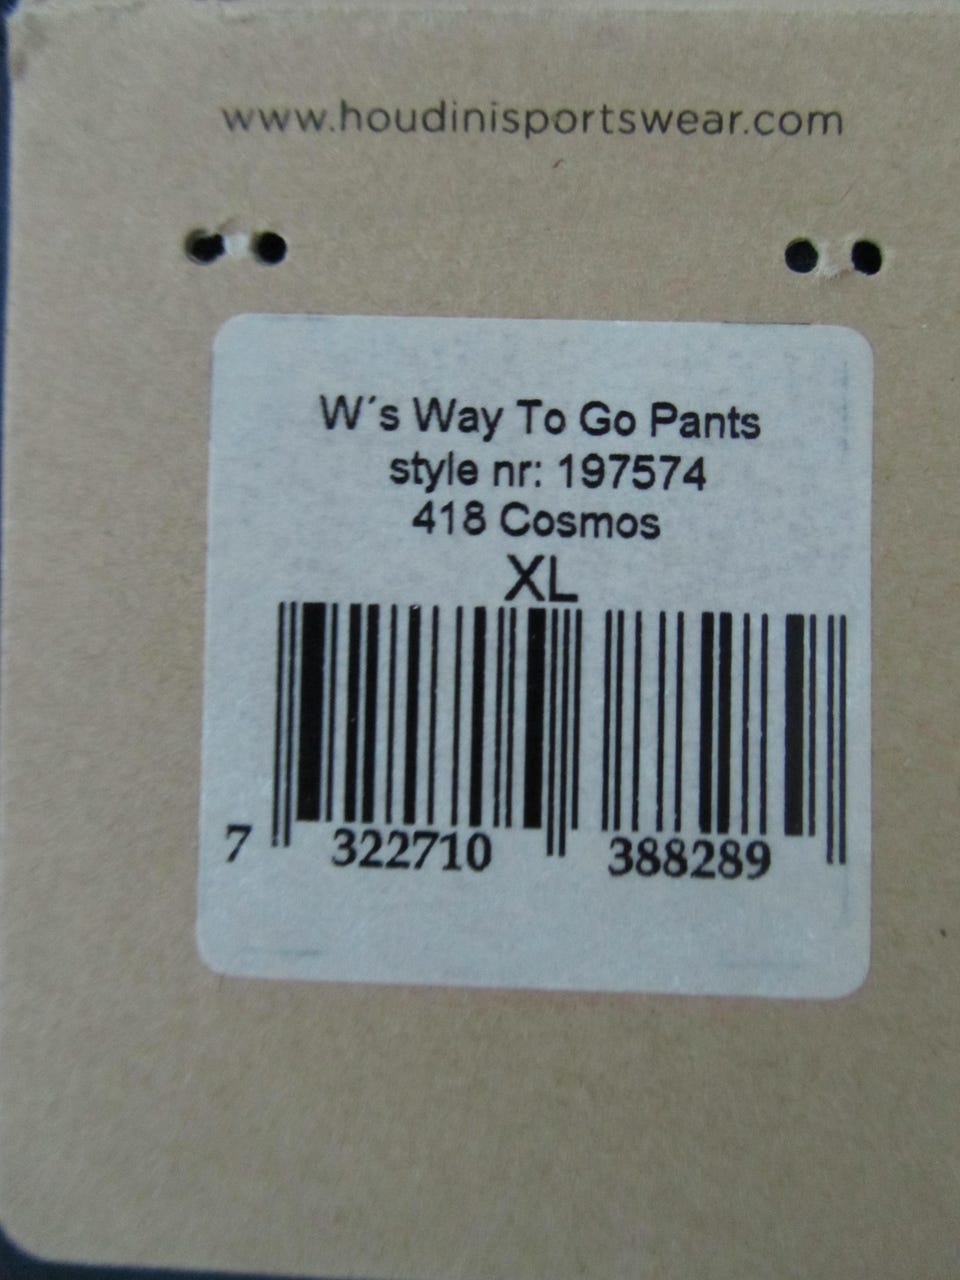 www.houdinisportswear.com
W´s Way To Go Pants
style nr: 197574
418 Cosmos
XL
7 322710 388289